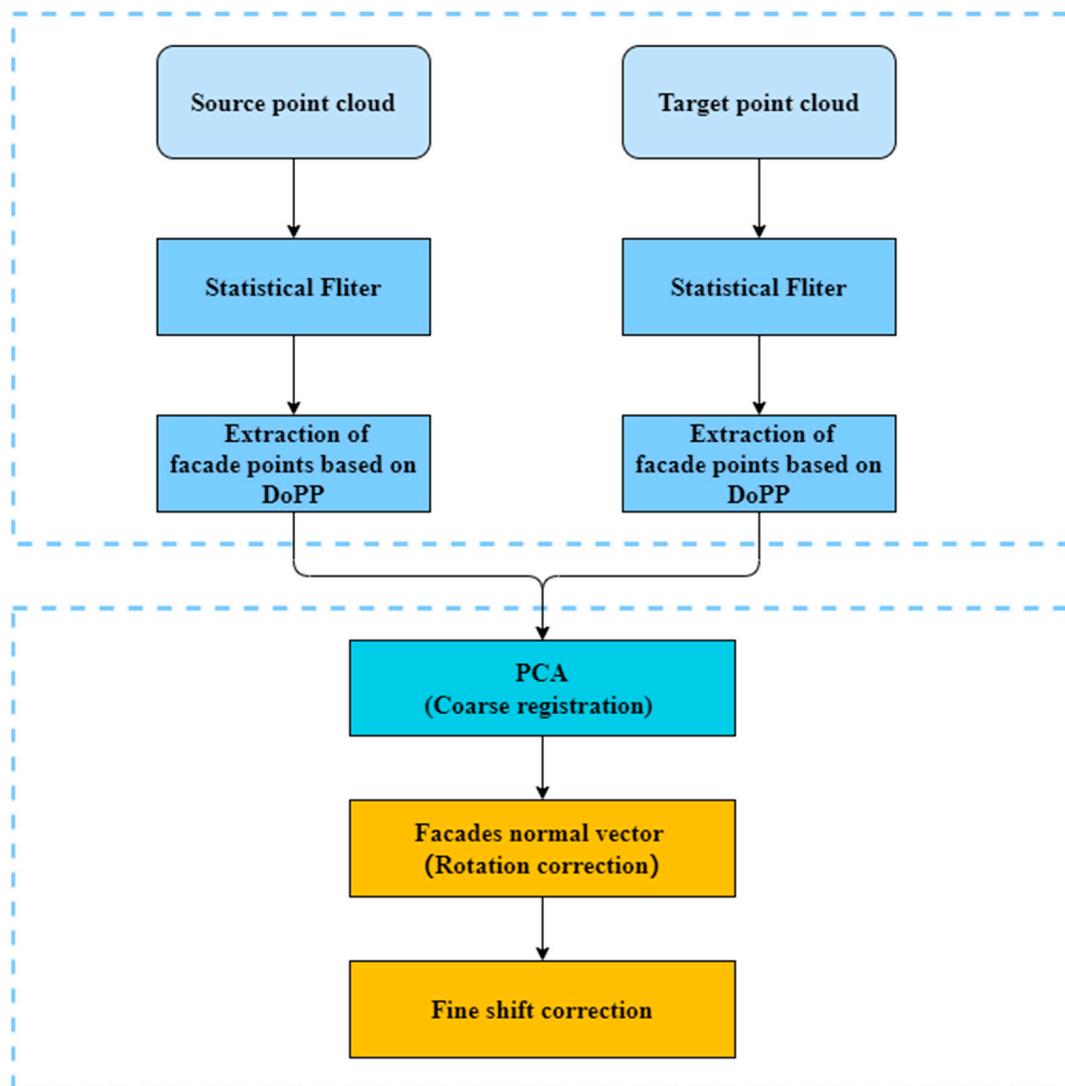 Source point cloud
Target point cloud
Statistical Fliter
Statistical Fliter
Extraction of
facade points based on
DoPP
Extraction of
facade points based on
DoPP
PCA
(Coarse registration)
Facades normal vector
(Rotation correction)
Fine shift correction